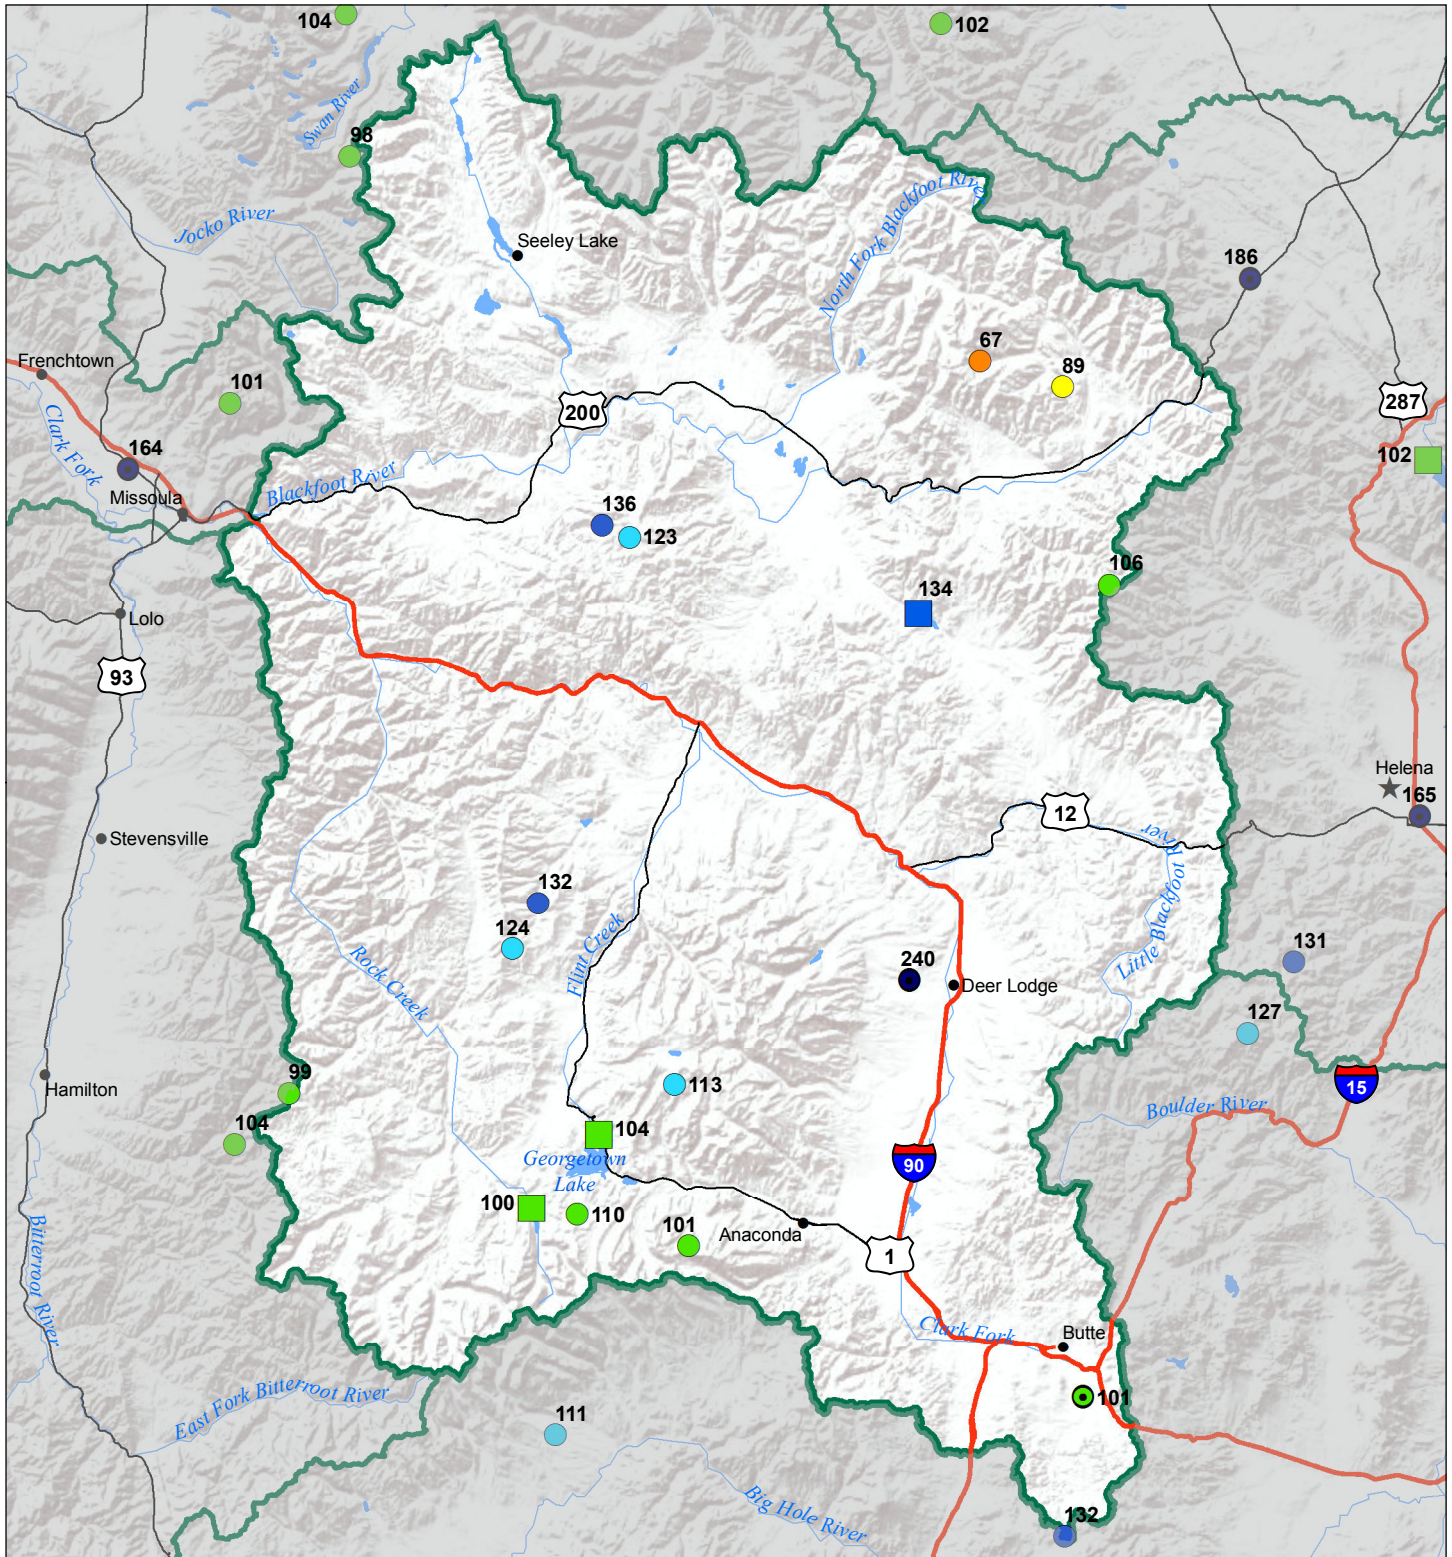 104
102
Swan River
98
North Fork Blackfoot River
Jocko River
Seeley Lake
186
67
89
Frenchtown
101
200
287
Clark Fork
164
102
Blackfoot River
Missoula
136
123
106
134
Lolo
93
Helena
165
12
Stevensville
Little Blackfoot River
132
124
Flint Creek
Rock Creek
240
Deer Lodge
131
127
99
Hamilton
113
15
Boulder River
104
104
Georgetown
Lake
90
100
110
101
Anaconda
1
Bitterroot River
Clark Fork
Butte
101
East Fork Bitterroot River
111
Big Hole River
132